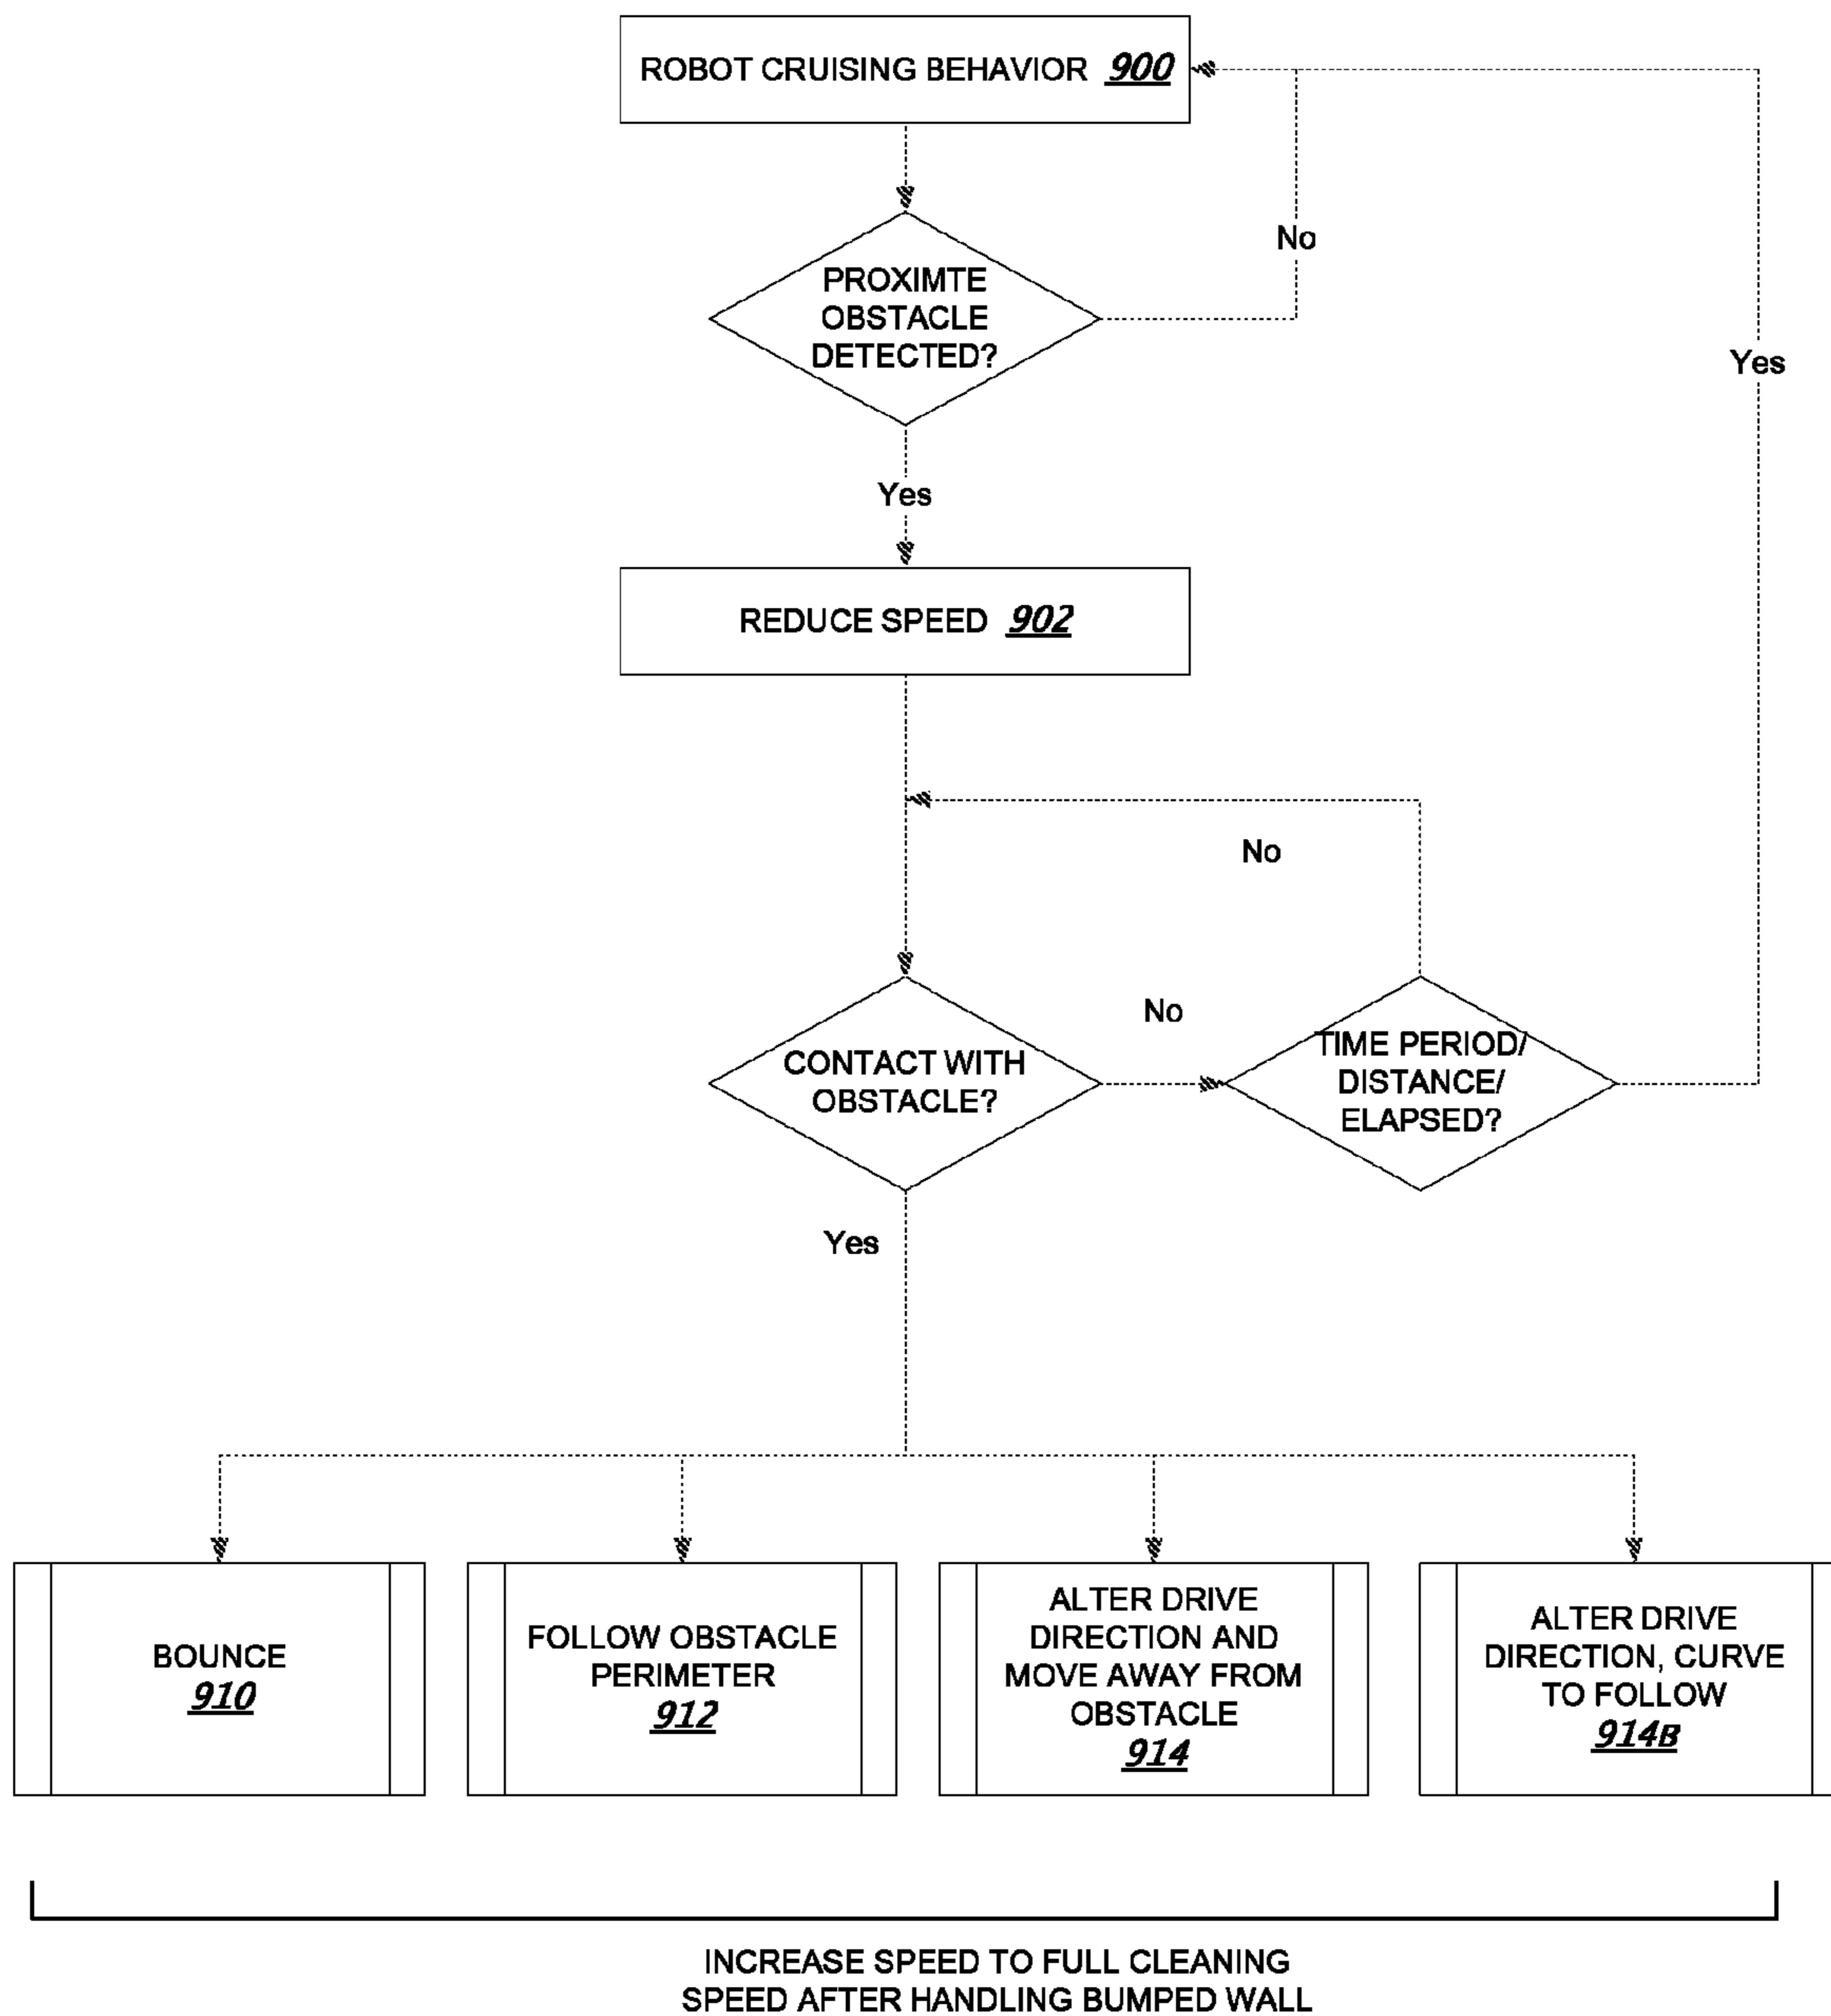 ROBOT CRUISING BEHAVIOR 900
No
PROXIMTE
OBSTACLE
DETECTED?
Yes
Yes
REDUCE SPEED 902
No
No
CONTACT WITH
OBSTACLE?
TIME PERIOD/
DISTANCE/
ELAPSED?
Yes
BOUNCE
910
FOLLOW OBSTACLE
PERIMETER
912
ALTER DRIVE
DIRECTION AND
MOVE AWAY FROM
OBSTACLE
914
ALTER DRIVE
DIRECTION, CURVE
TO FOLLOW
914B
INCREASE SPEED TO FULL CLEANING
SPEED AFTER HANDLING BUMPED WALL